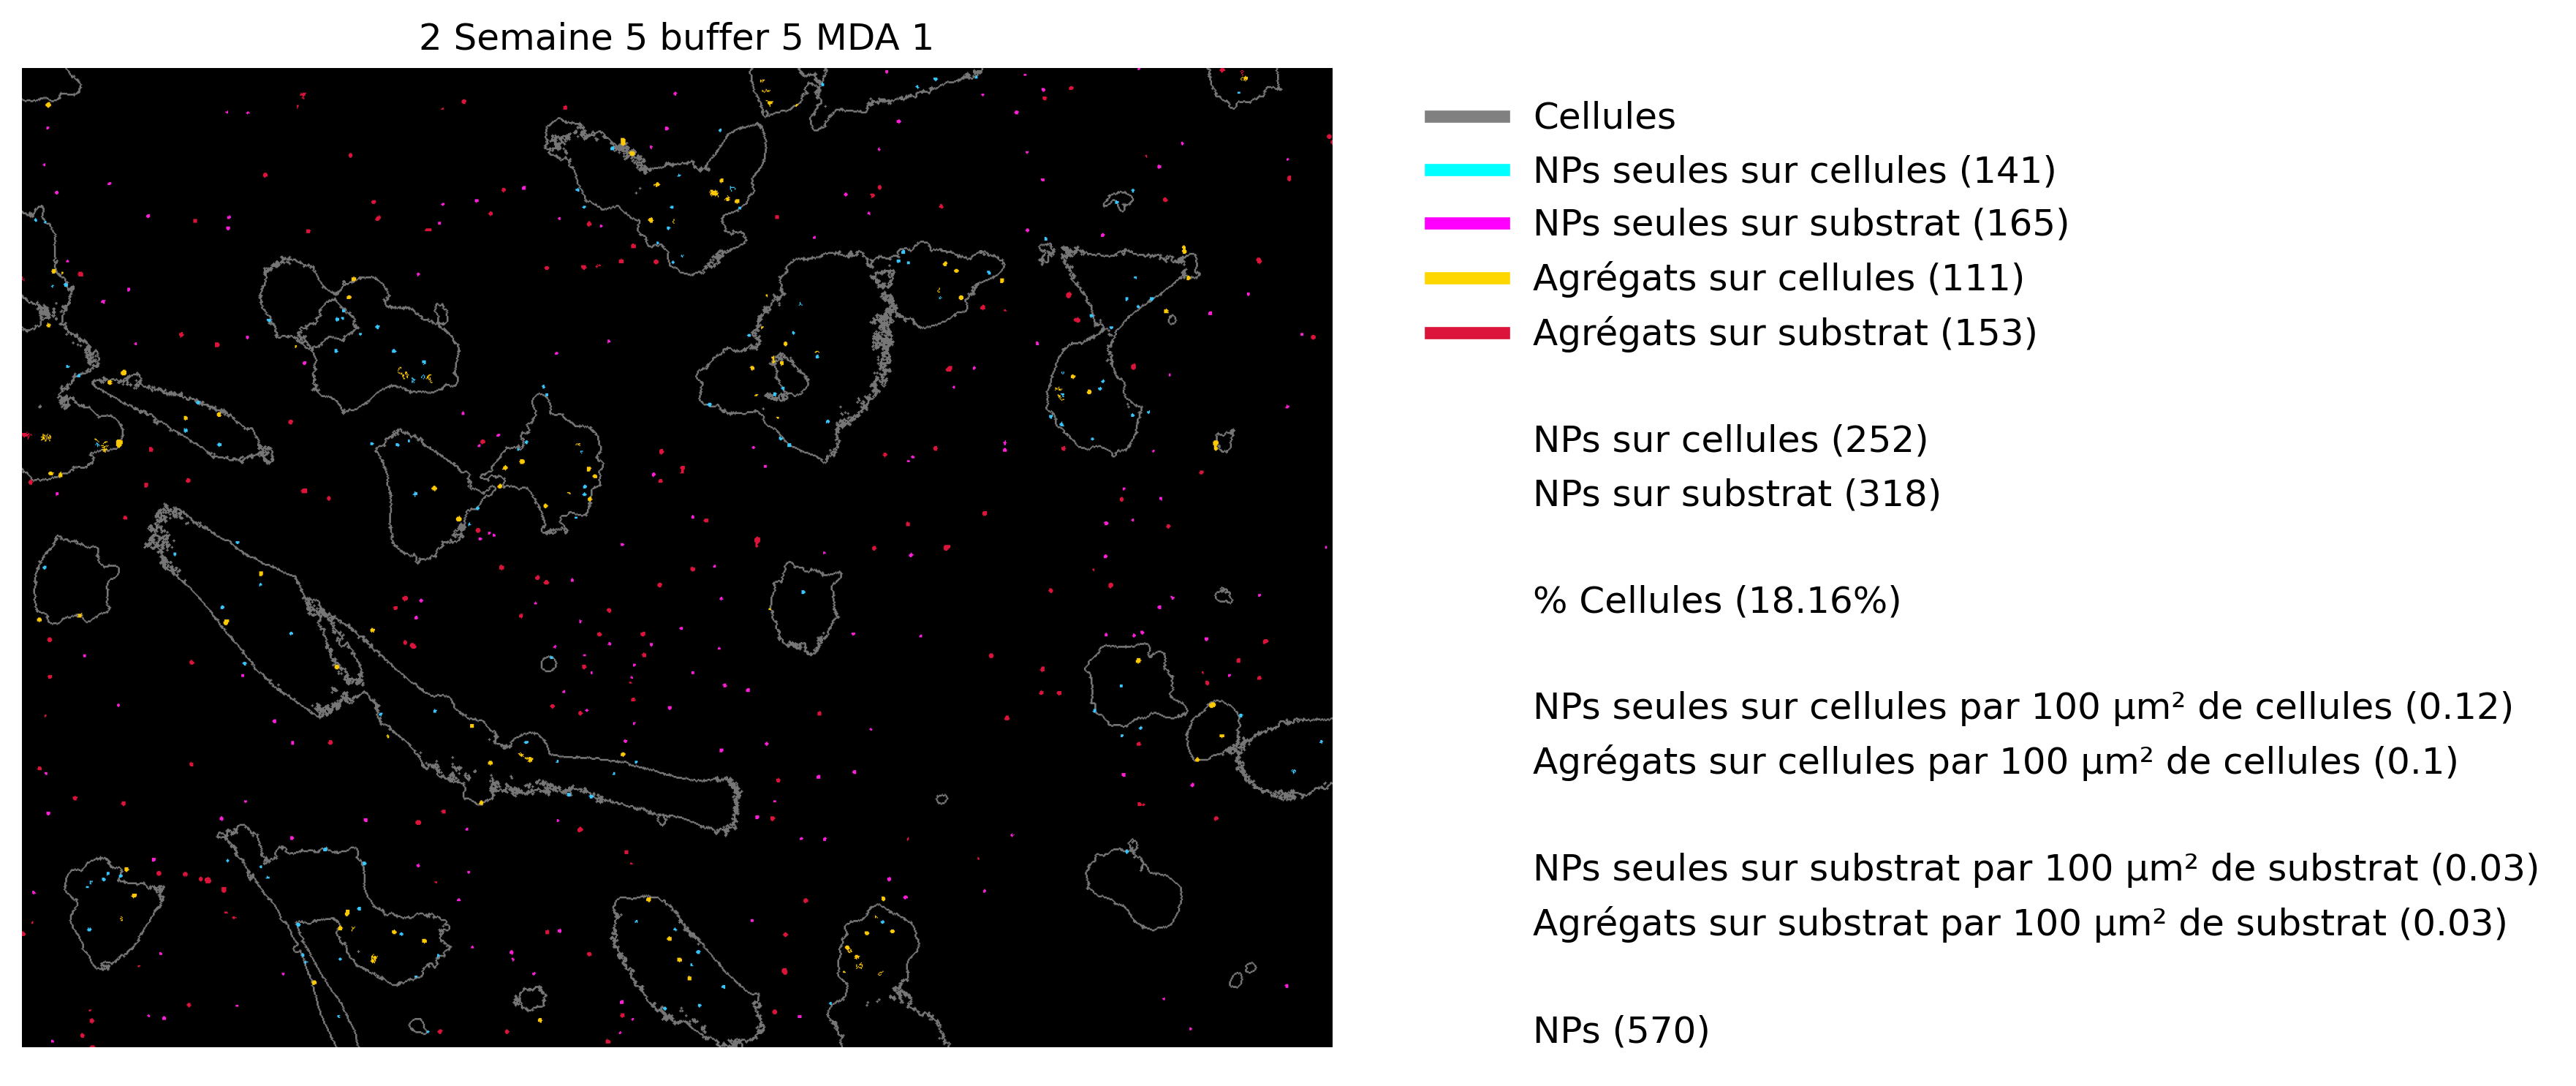 2 Semaine 5 buffer 5 MDA 1
Cellules
NPs seules sur cellules (141)
NPs seules sur substrat (165)
Agrégats sur cellules (111)
Agrégats sur substrat (153)
NPs sur cellules (252)
NPs sur substrat (318)
% Cellules (18.16%)
NPs seules sur cellules par 100 µm² de cellules (0.12)
Agrégats sur cellules par 100 µm² de cellules (0.1)
NPs seules sur substrat par 100 µm² de substrat (0.03)
Agrégats sur substrat par 100 µm² de substrat (0.03)
NPs (570)